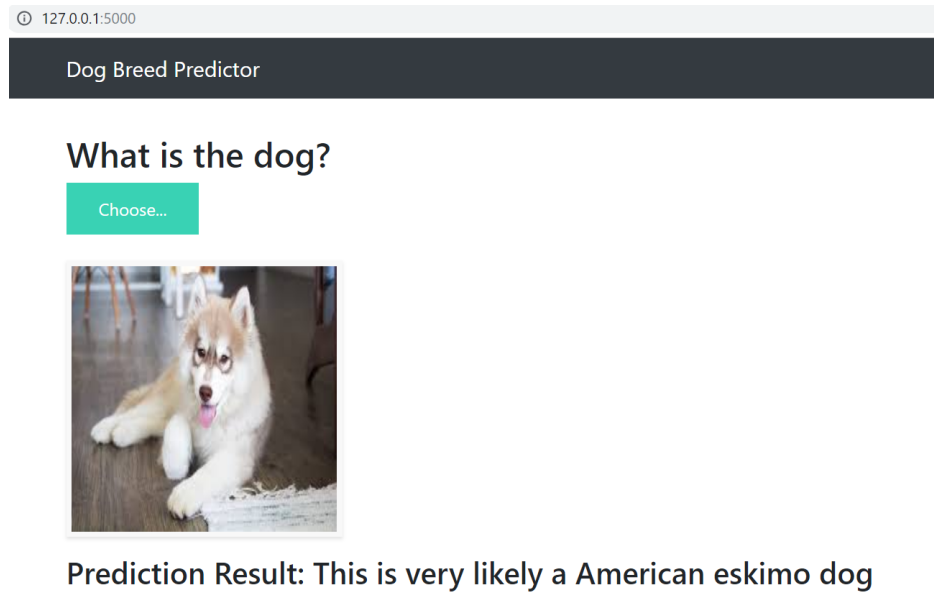 127.0.0.1:5000
Dog Breed Predictor
What is the dog?
Choose...
Prediction Result: This is very likely a American eskimo dog